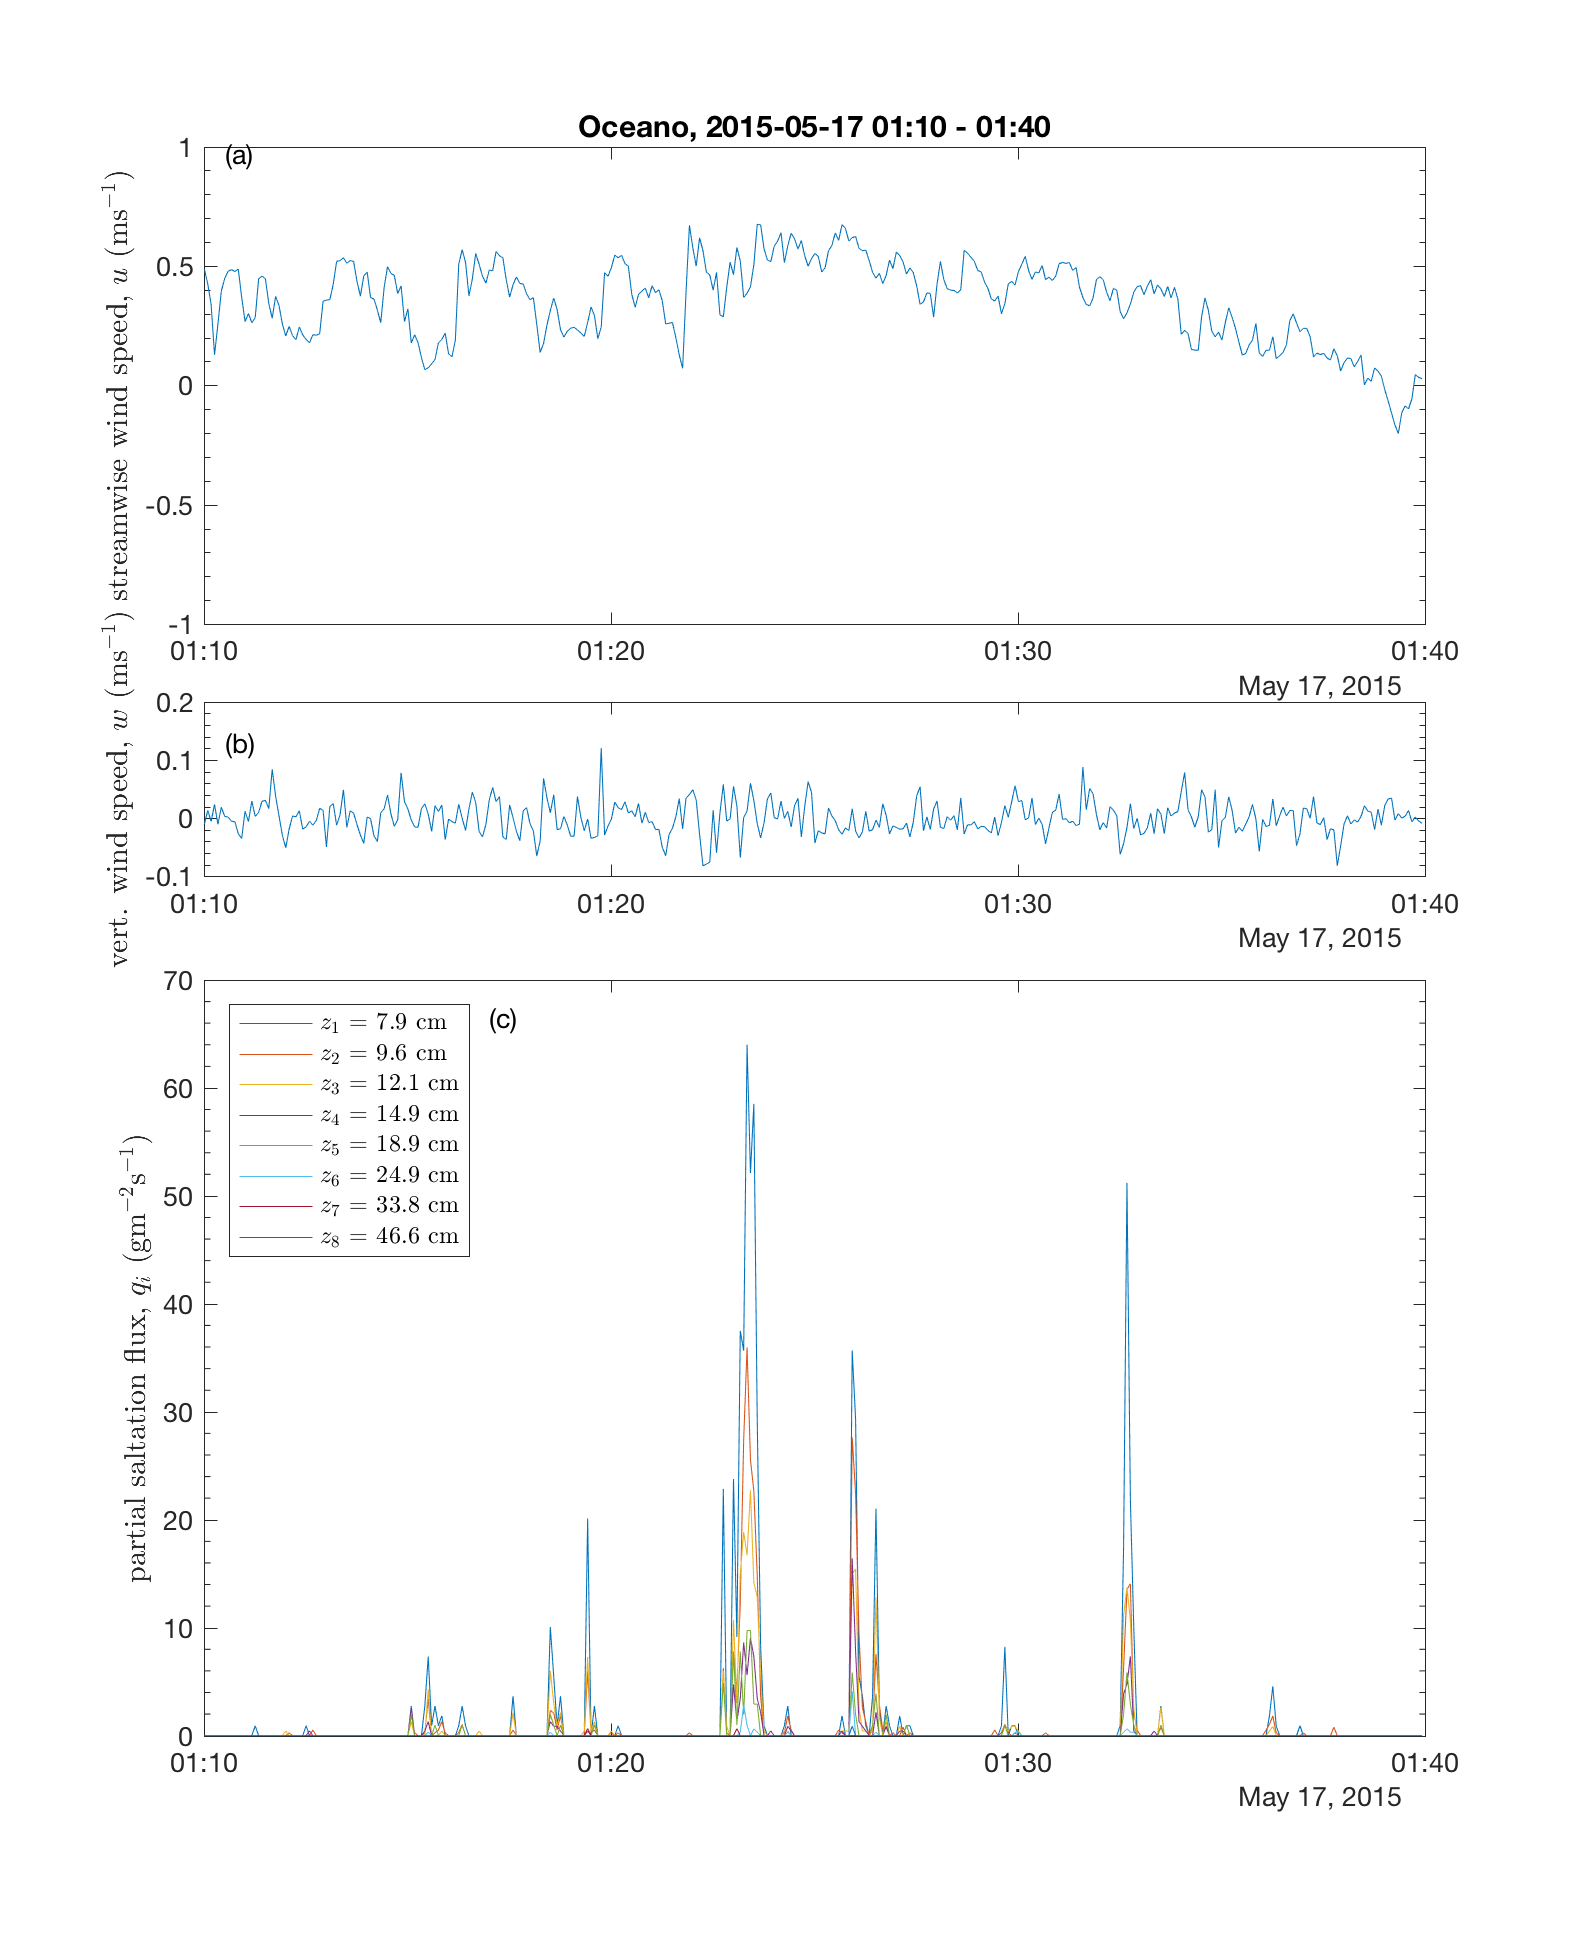 Oceano, 2015-05-17 01:10 - 01:40
(a)
streamwise wind speed, u (ms⁻¹)
1
0.5
0
-0.5
-1
01:10 01:20 01:30 01:40
May 17, 2015
(b)
vert. wind speed, w (ms⁻¹)
0.2
0.1
0
-0.1
01:10 01:20 01:30 01:40
May 17, 2015
(c)
partial saltation flux, qᵢ (gm⁻²s⁻¹)
70
60
50
40
30
20
10
0
z₁ = 7.9 cm
z₂ = 9.6 cm
z₃ = 12.1 cm
z₄ = 14.9 cm
z₅ = 18.9 cm
z₆ = 24.9 cm
z₇ = 33.8 cm
z₈ = 46.6 cm
01:10 01:20 01:30 01:40
May 17, 2015